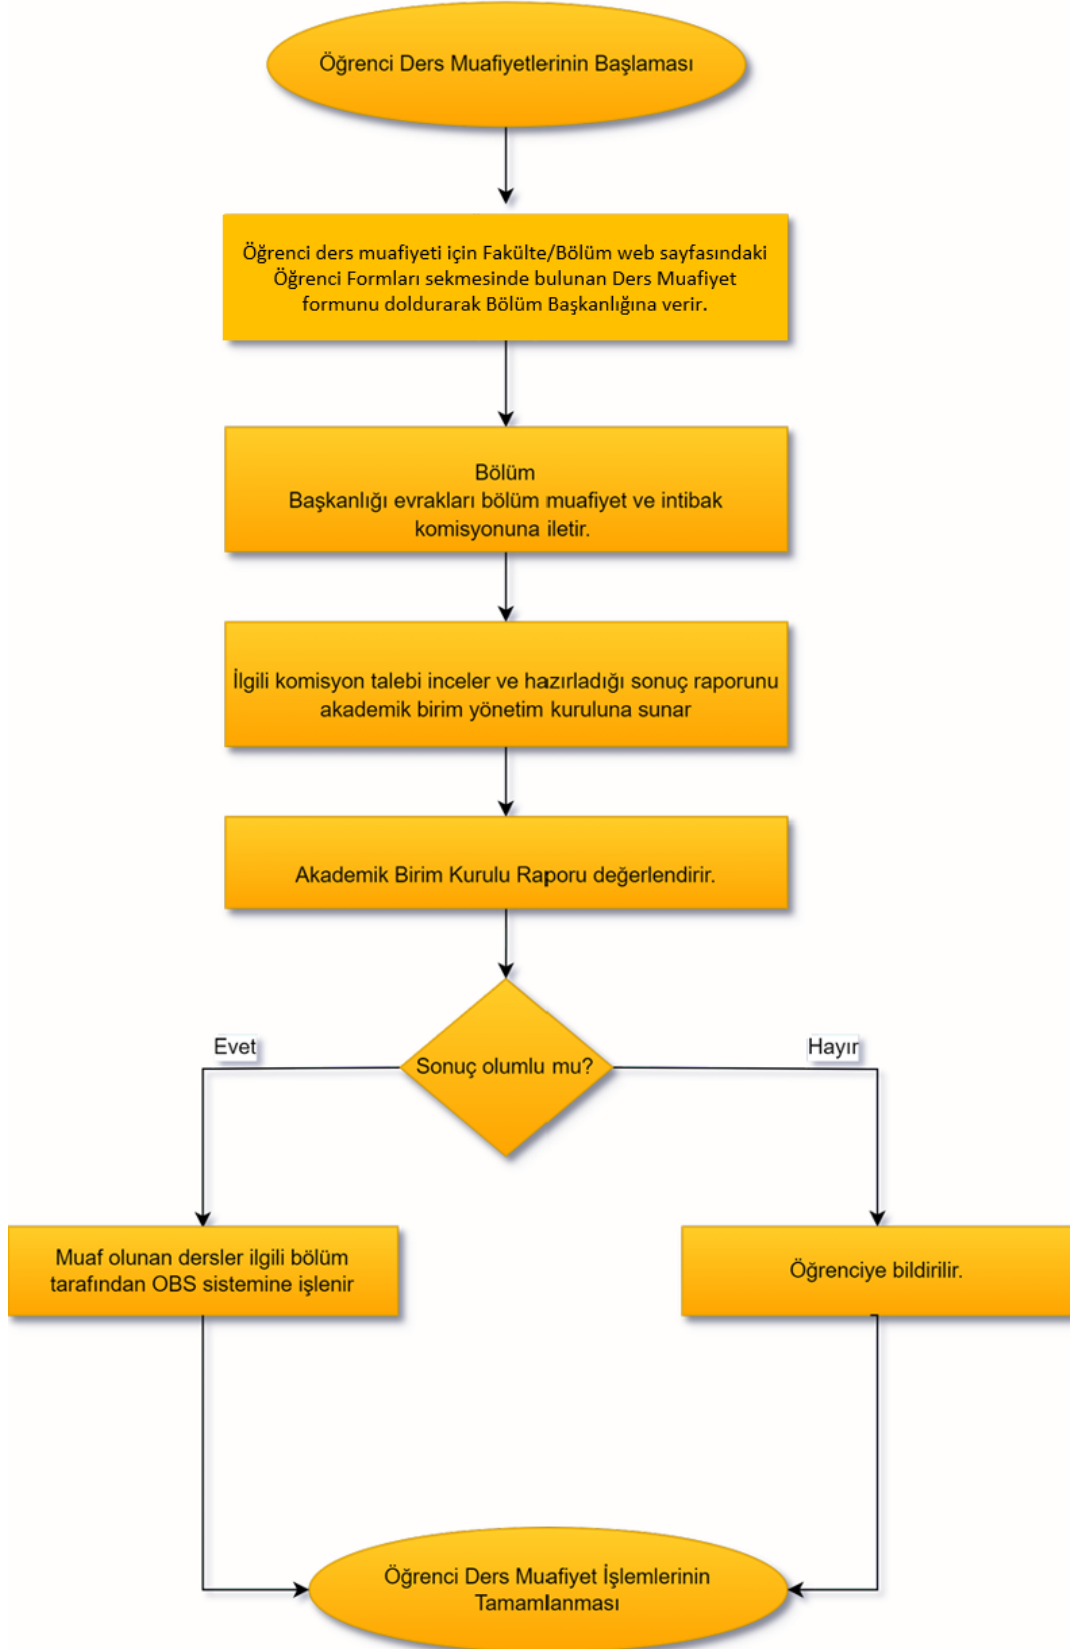 Öğrenci Ders Muafiyetlerinin Başlaması
Öğrenci ders muafiyeti için Fakülte/Bölüm web sayfasındaki
Öğrenci Formları sekmesinde bulunan Ders Muafiyet
formunu doldurarak Bölüm Başkanlığına verir.
Bölüm
Başkanlığı evrakları bölüm muafiyet ve intibak
komisyonuna iletir.
İlgili komisyon talebi inceler ve hazırladığı sonuç raporunu
akademik birim yönetim kuruluna sunar
Akademik Birim Kurulu Raporu değerlendirir.
Sonuç olumlu mu?
Evet
Hayır
Muaf olunan dersler ilgili bölüm
tarafından OBS sistemine işlenir
Öğrenciye bildirilir.
Öğrenci Ders Muafiyet İşlemlerinin
Tamamlanması